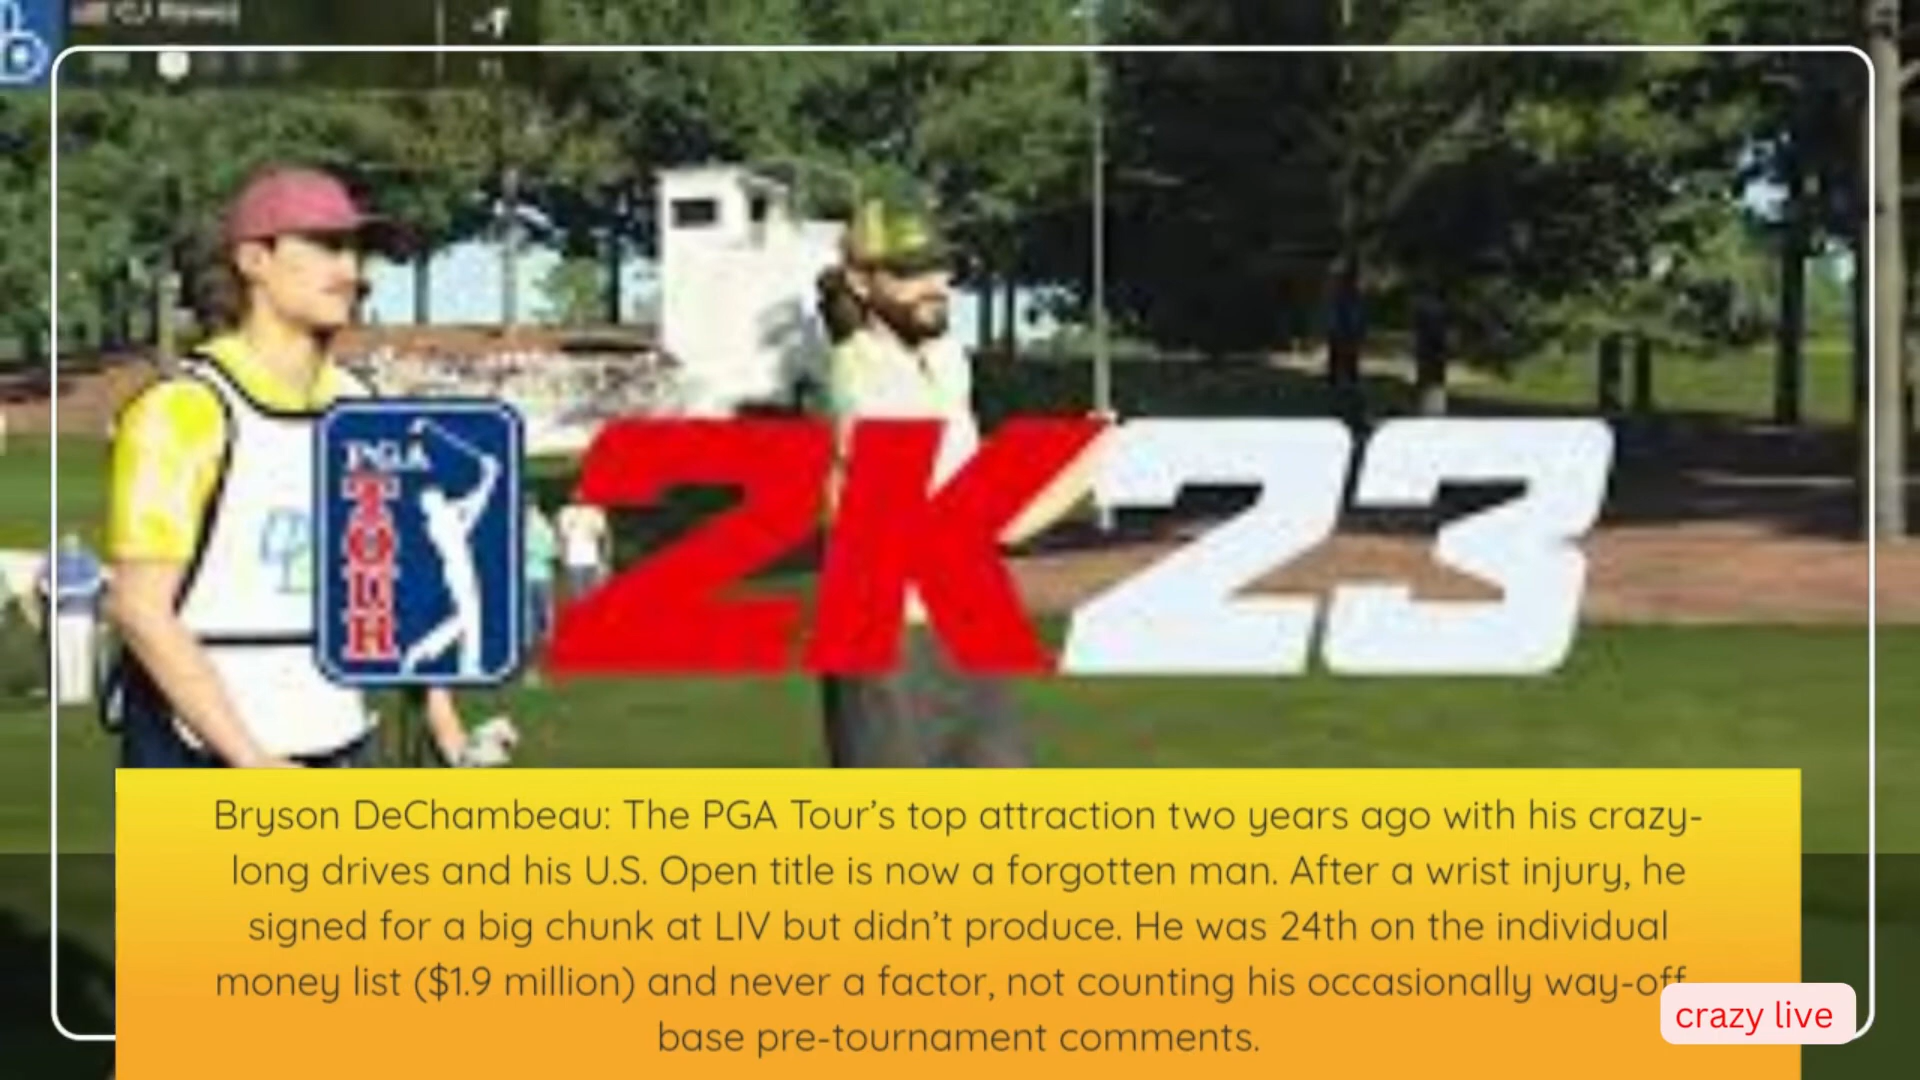 PGA
TOUR
2K23
Bryson DeChambeau: The PGA Tour's top attraction two years ago with his crazy-
long drives and his U.S. Open title is now a forgotten man. After a wrist injury, he
signed for a big chunk at LIV but didn't produce. He was 24th on the individual
money list ($1.9 million) and never a factor, not counting his occasionally way-off
base pre-tournament comments.
crazy live